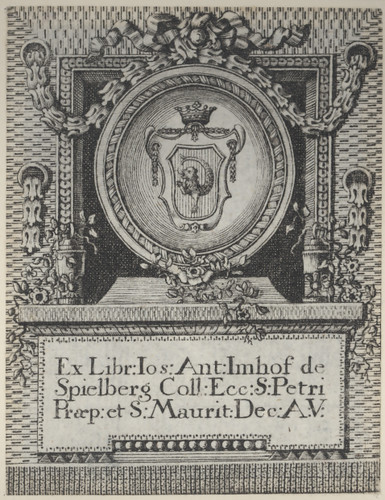 Ex Libr: Ios: Ant: Imhof de
Spielberg Coll: Ecc: S: Petri
Præp: et S: Maurit: Dec: A.V: